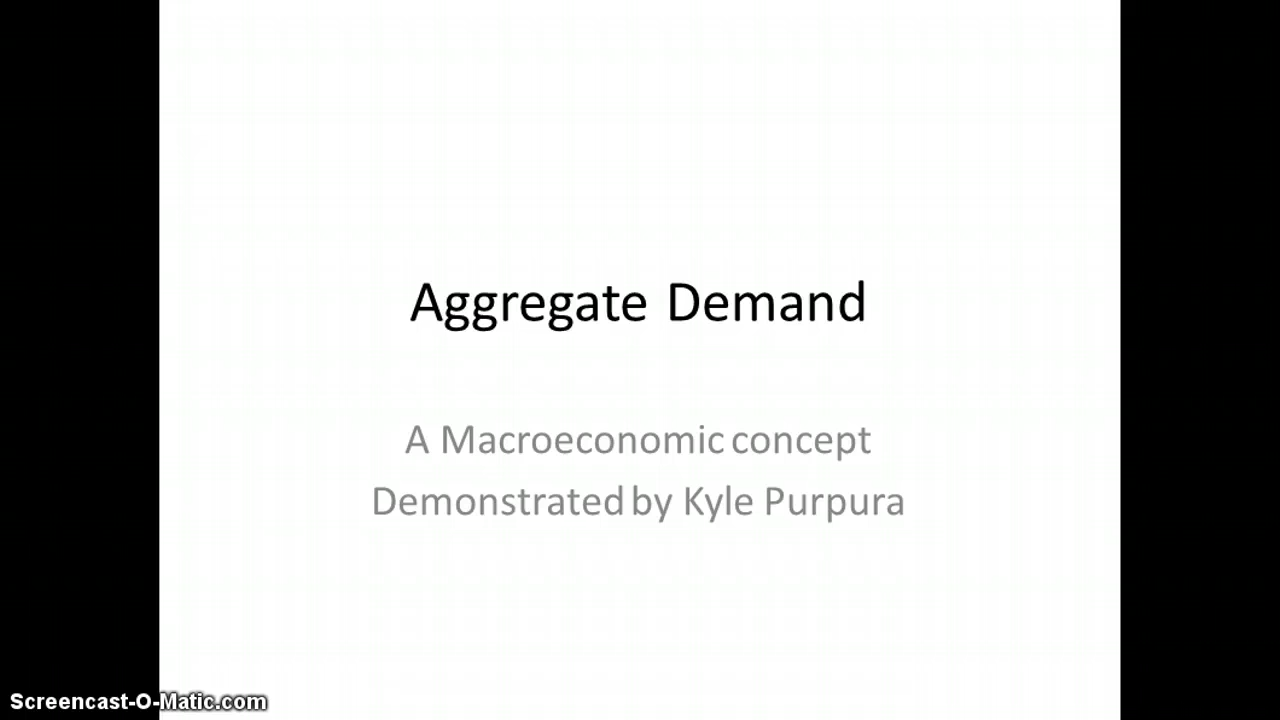 Aggregate Demand
A Macroeconomic concept
Demonstrated by Kyle Purpura
Screencast-O-Matic.com